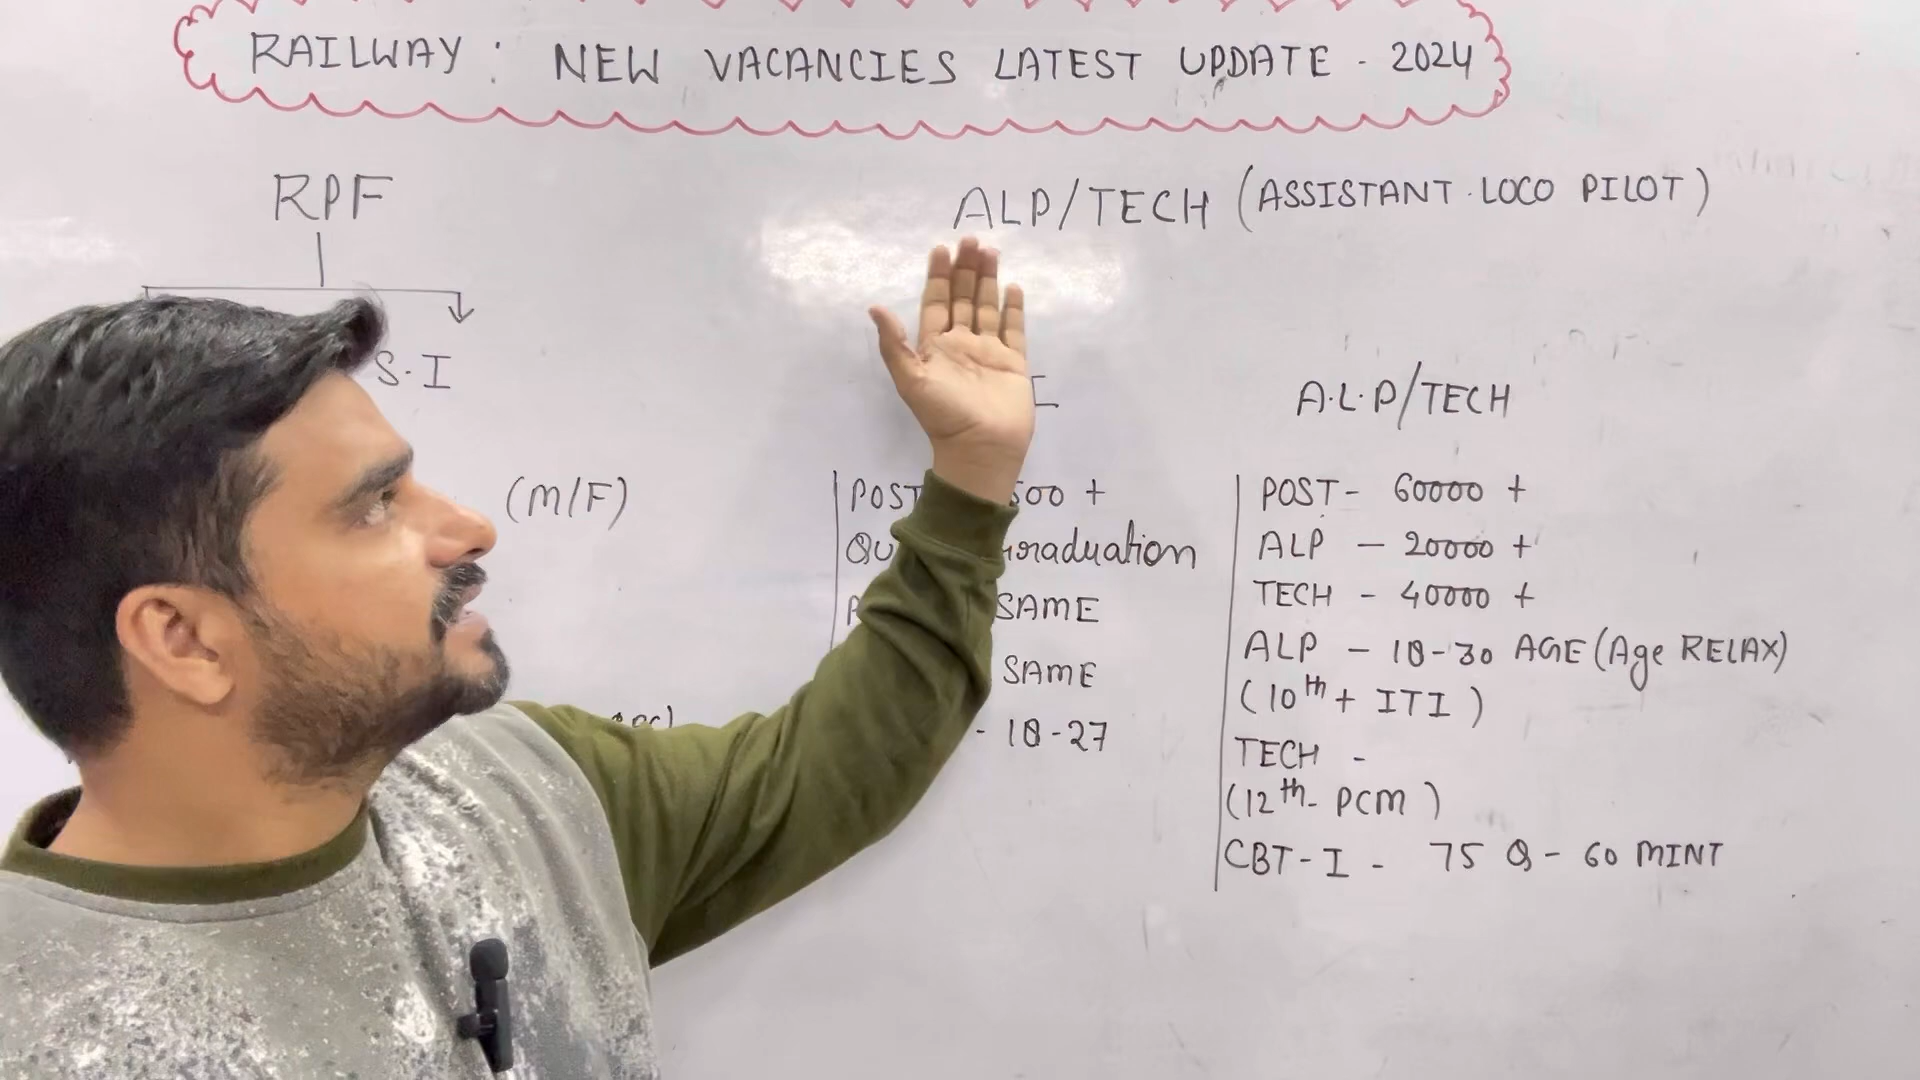 RAILWAY : NEW VACANCIES LATEST UPDATE - 2024
RPF
ALP/TECH (ASSISTANT LOCO PILOT)
S.I
A.L.P/TECH
(M/F)
POST 500 +
Graduation
SAME
SAME
- 18-27
POST- 60000 +
ALP - 20000 +
TECH - 40000 +
ALP - 18-30 AGE (Age RELAX)
(10th + ITI)
TECH -
(12th- PCM)
CBT-I - 75 Q - 60 MINT